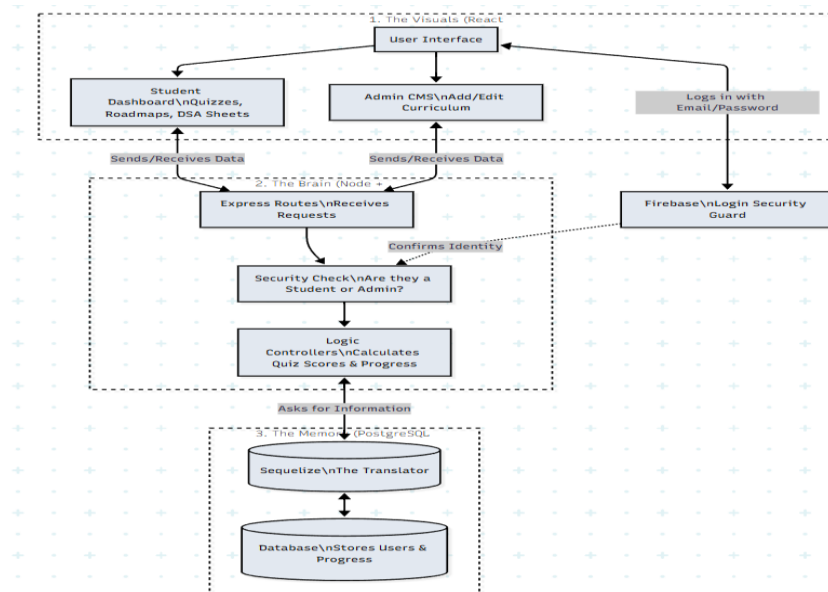 1. The Visuals (React
User Interface
Student
Dashboard\nQuizzes,
Roadmaps, DSA Sheets
Admin CMS\nAdd/Edit
Curriculum
Logs in with
Email/Password
Sends/Receives Data
Sends/Receives Data
2. The Brain (Node +
Express Routes\nReceives
Requests
Firebase\nLogin Security
Guard
Confirms Identity
Security Check\nAre they a
Student or Admin?
Logic
Controllers\nCalculates
Quiz Scores & Progress
Asks for Information
3. The Memory (PostgreSQL
Sequelize\nThe Translator
Database\nStores Users &
Progress